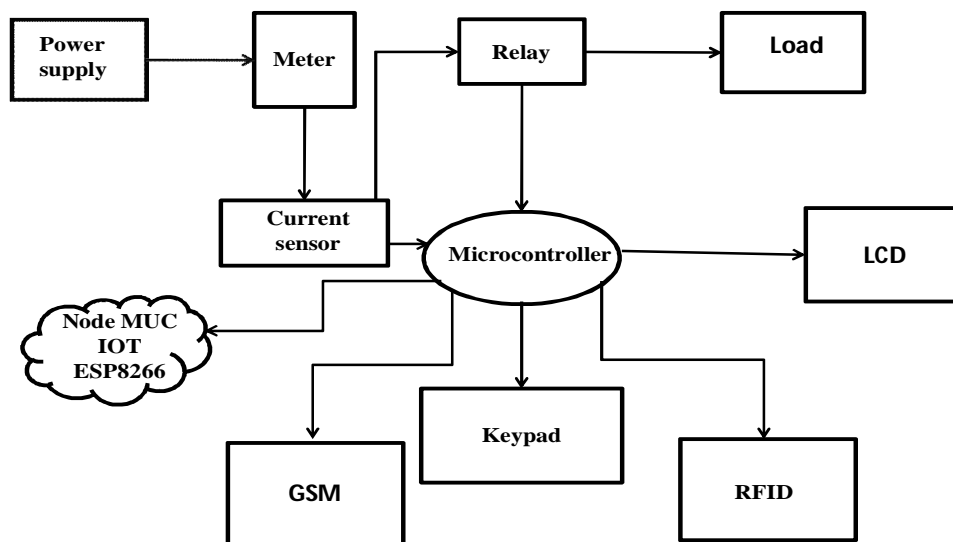 Power
supply
Meter
Relay
Load
Current
sensor
Microcontroller
LCD
Node MUC
IOT
ESP8266
Keypad
GSM
RFID